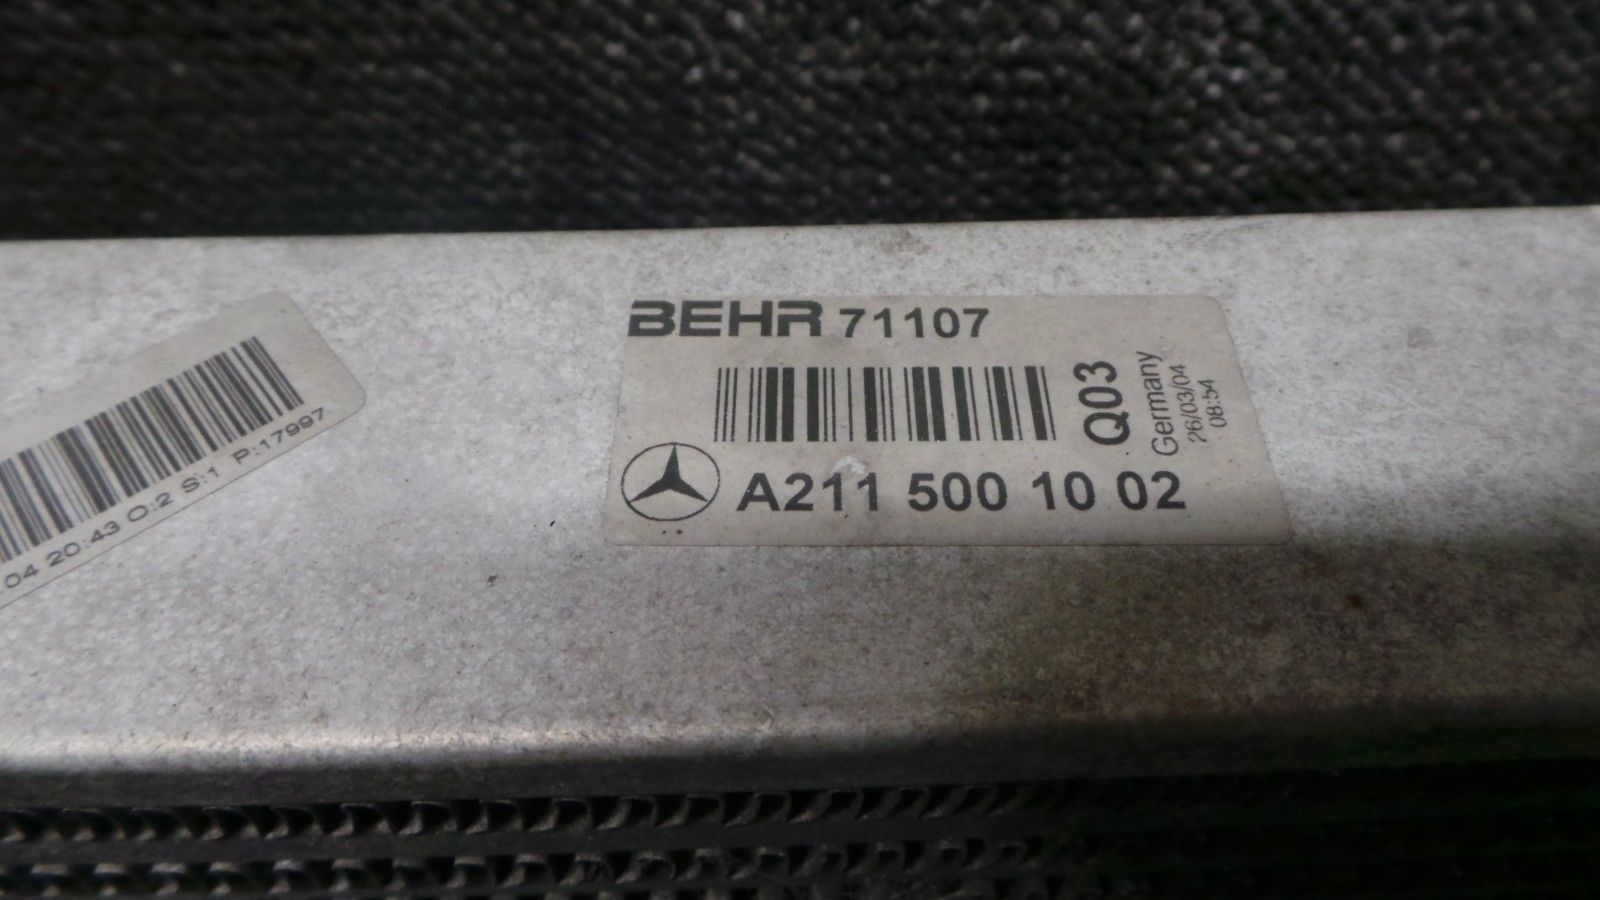 BEHR 71107
Q03
Germany
26/03/04
08:54
A211 500 10 02
.04 20:43 O:2 S:1 P:17997